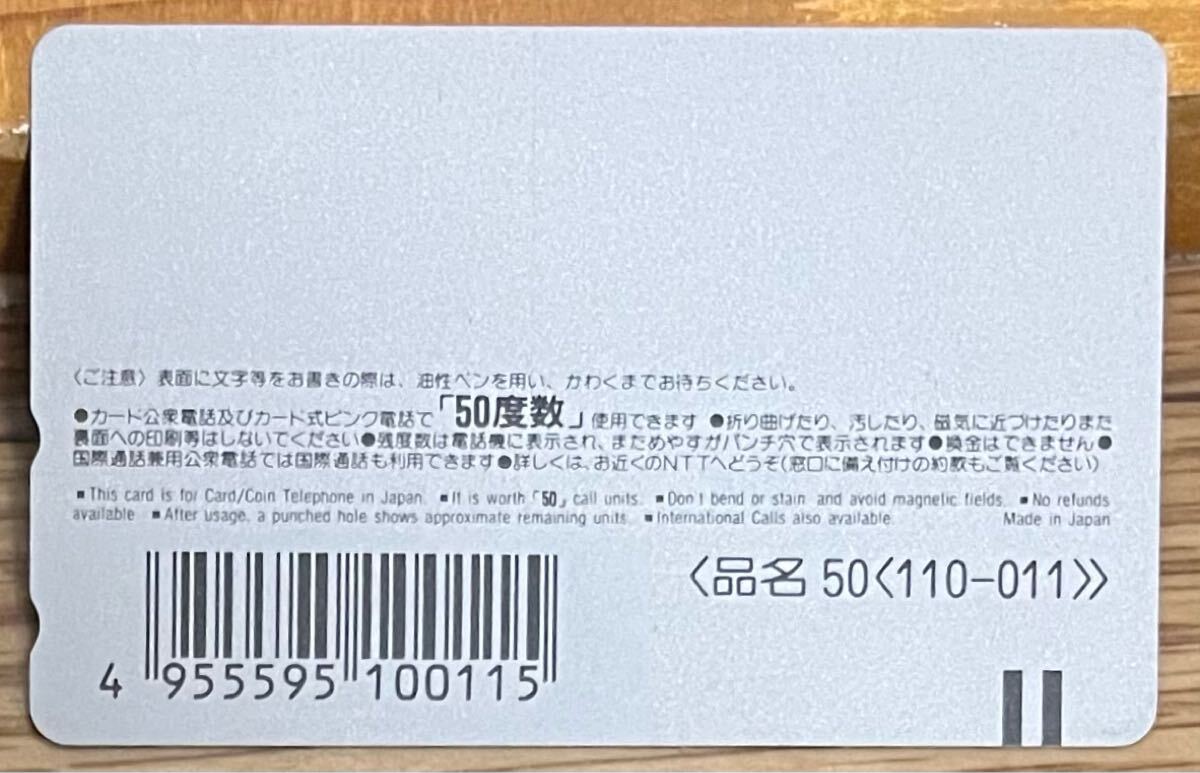 〈ご注意〉表面に文字等をお書きの際は、油性ペンを用い、かわくまでお待ちください。
●カード公衆電話及びカード式ピンク電話で「50度数」使用できます ●折り曲げたり、汚したり、磁気に近づけたりまた
裏面への印刷等はしないでください●残度数は電話機に表示され、まためやすがパンチ穴で表示されます●換金はできません●
国際通話兼用公衆電話では国際通話も利用できます●詳しくは、お近くのNTTへどうぞ(窓口に備え付けの約款もご覧ください)
■This card is for Card/Coin Telephone in Japan. ■It is worth「50」call units. ■Don't bend or stain and avoid magnetic fields. ■No refunds
available ■After usage, a punched hole shows approximate remaining units. ■International Calls also available. Made in Japan
〈品名 50〈110-011〉〉
4 955595 100115